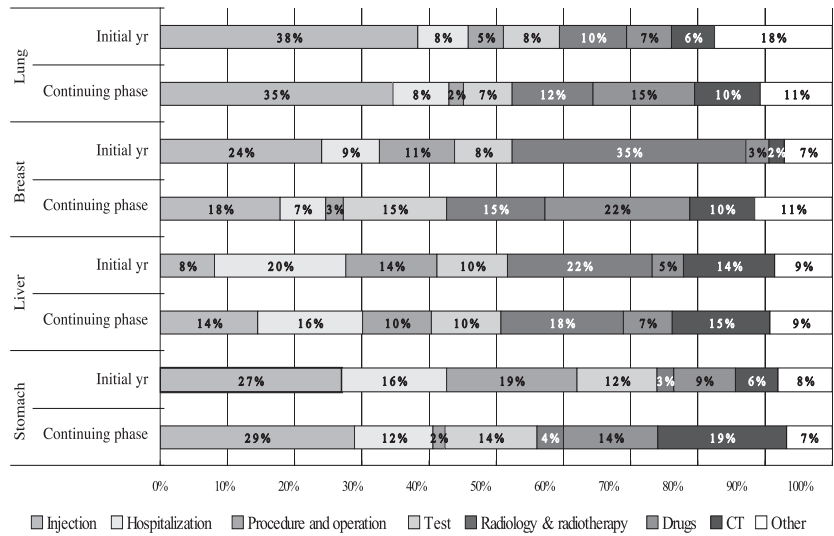 Lung
Initial yr 38% 8% 5% 8% 10% 7% 6% 18%
Continuing phase 35% 8% 2% 7% 12% 15% 10% 11%
Breast
Initial yr 24% 9% 11% 8% 35% 3% 2% 7%
Continuing phase 18% 7% 3% 15% 15% 22% 10% 11%
Liver
Initial yr 8% 20% 14% 10% 22% 5% 14% 9%
Continuing phase 14% 16% 10% 10% 18% 7% 15% 9%
Stomach
Initial yr 27% 16% 19% 12% 3% 9% 6% 8%
Continuing phase 29% 12% 2% 14% 4% 14% 19% 7%
0% 10% 20% 30% 40% 50% 60% 70% 80% 90% 100%
Injection Hospitalization Procedure and operation Test Radiology & radiotherapy Drugs CT Other